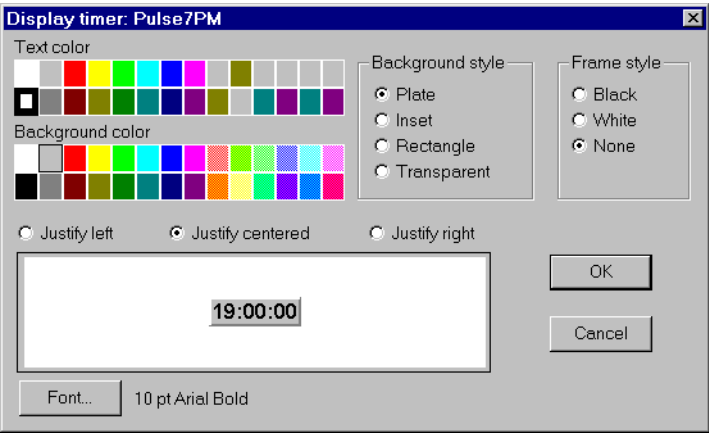 Display timer: Pulse7PM
Text color
Background color
Background style
Plate
Inset
Rectangle
Transparent
Frame style
Black
White
None
Justify left
Justify centered
Justify right
19:00:00
OK
Cancel
Font...
10 pt Arial Bold